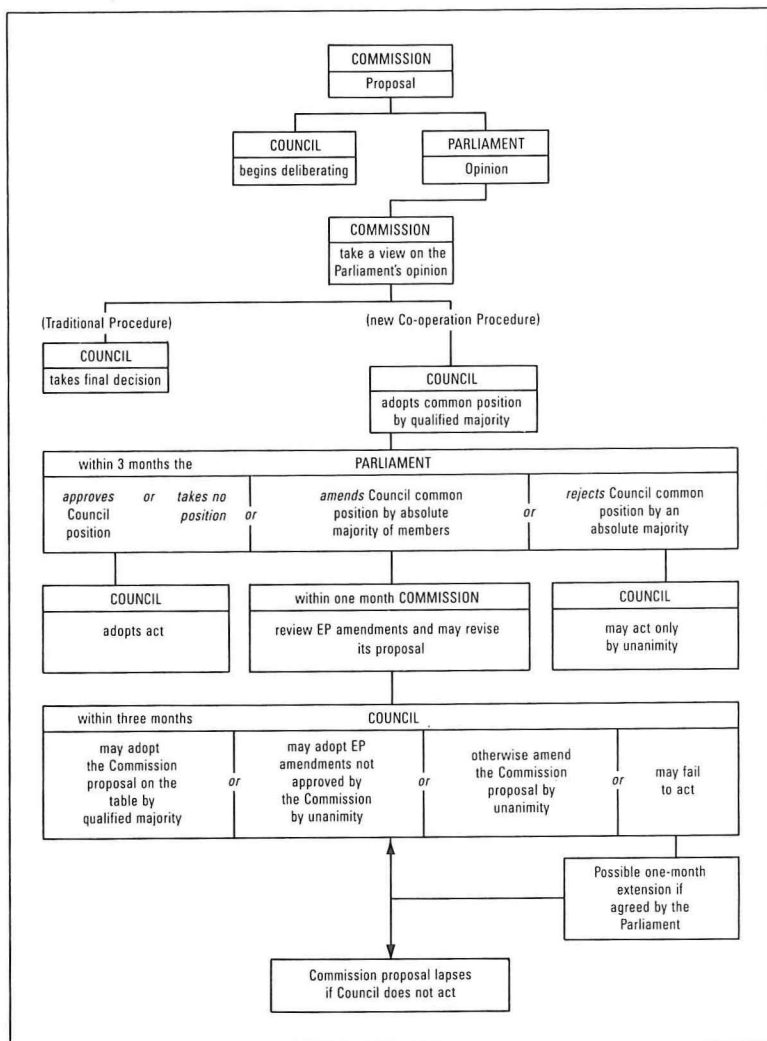 COMMISSION
Proposal
COUNCIL
begins deliberating
PARLIAMENT
Opinion
COMMISSION
take a view on the
Parliament's opinion
(Traditional Procedure)
(new Co-operation Procedure)
COUNCIL
takes final decision
COUNCIL
adopts common position
by qualified majority
within 3 months the PARLIAMENT
approves or takes no
Council position
position
or
amends Council common
position by absolute
majority of members
or
rejects Council common
position by an
absolute majority
COUNCIL
adopts act
within one month COMMISSION
review EP amendments and may revise
its proposal
COUNCIL
may act only
by unanimity
within three months COUNCIL
may adopt
the Commission
proposal on the
table by
qualified majority
or
may adopt EP
amendments not
approved by
the Commission
by unanimity
or
otherwise amend
the Commission
proposal by
unanimity
or
may fail
to act
Possible one-month
extension if
agreed by the
Parliament
Commission proposal lapses
if Council does not act